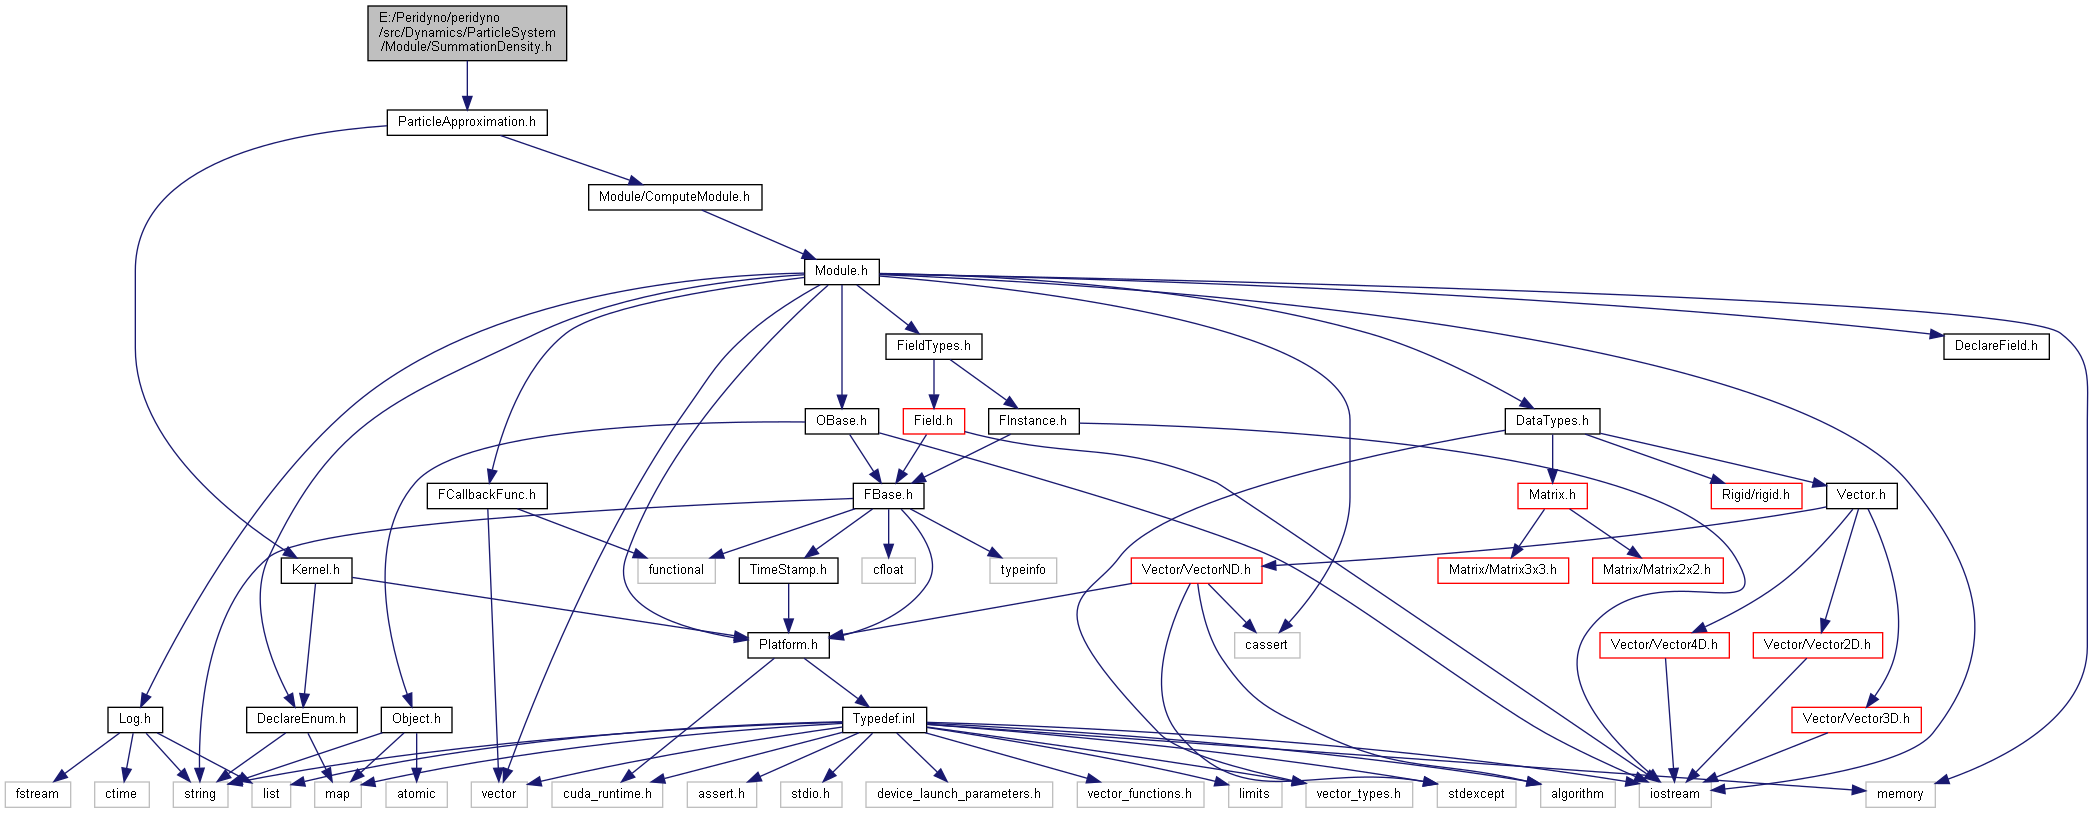 E:/Peridyno/peridyno
/src/Dynamics/ParticleSystem
/Module/SummationDensity.h
ParticleApproximation.h
Module/ComputeModule.h
Module.h
FieldTypes.h
DeclareField.h
OBase.h
Field.h
FInstance.h
DataTypes.h
FCallbackFunc.h
FBase.h
Matrix.h
Rigid/rigid.h
Vector.h
Kernel.h
functional
TimeStamp.h
cfloat
typeinfo
Vector/VectorND.h
Matrix/Matrix3x3.h
Matrix/Matrix2x2.h
Platform.h
cassert
Vector/Vector4D.h
Vector/Vector2D.h
Log.h
DeclareEnum.h
Object.h
Typedef.inl
Vector/Vector3D.h
fstream
ctime
string
list
map
atomic
vector
cuda_runtime.h
assert.h
stdio.h
device_launch_parameters.h
vector_functions.h
limits
vector_types.h
stdexcept
algorithm
iostream
memory